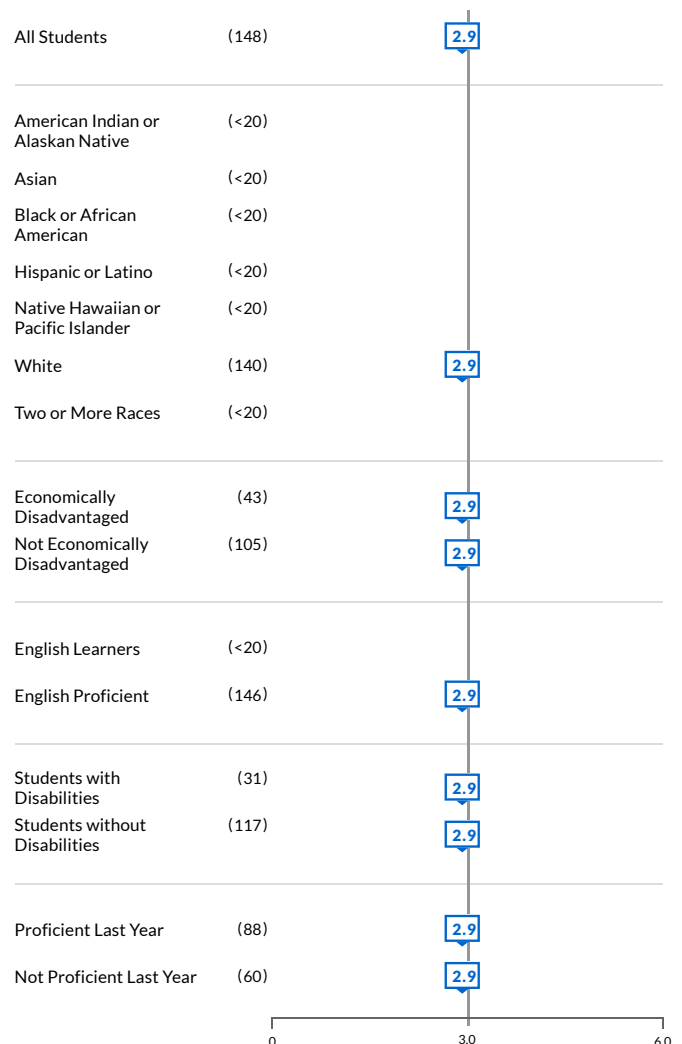 All Students (148) 2.9
American Indian or (<20)
Alaskan Native
Asian (<20)
Black or African (<20)
American
Hispanic or Latino (<20)
Native Hawaiian or (<20)
Pacific Islander
White (140) 2.9
Two or More Races (<20)
Economically (43) 2.9
Disadvantaged
Not Economically (105) 2.9
Disadvantaged
English Learners (<20)
English Proficient (146) 2.9
Students with (31) 2.9
Disabilities
Students without (117) 2.9
Disabilities
Proficient Last Year (88) 2.9
Not Proficient Last Year (60) 2.9
0 3.0 6.0